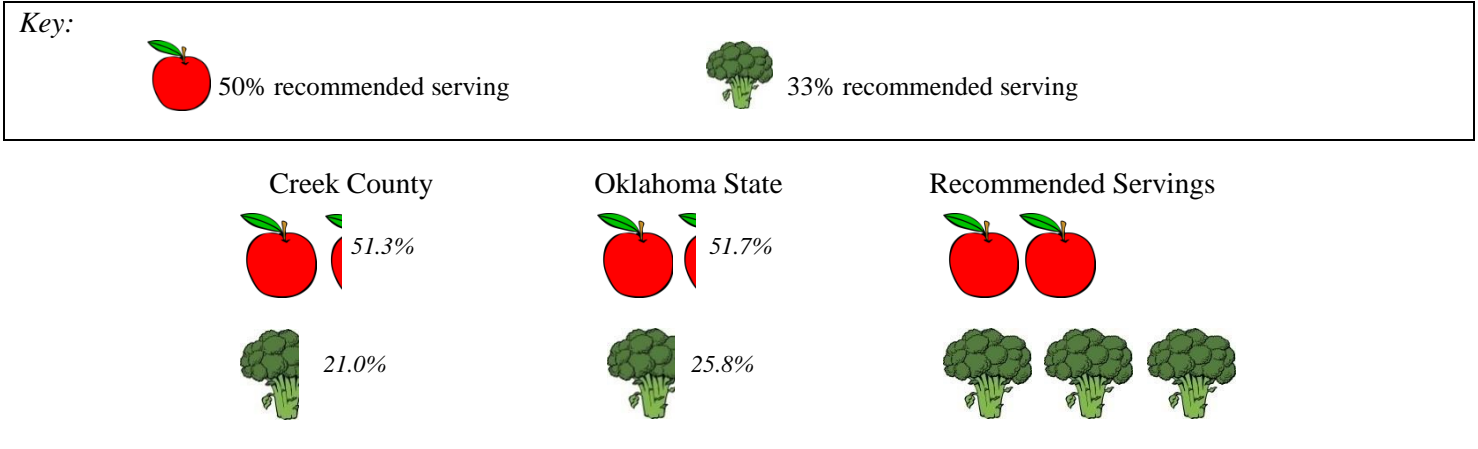 Key:
50% recommended serving 33% recommended serving
Creek County Oklahoma State Recommended Servings
51.3% 51.7%
21.0% 25.8%